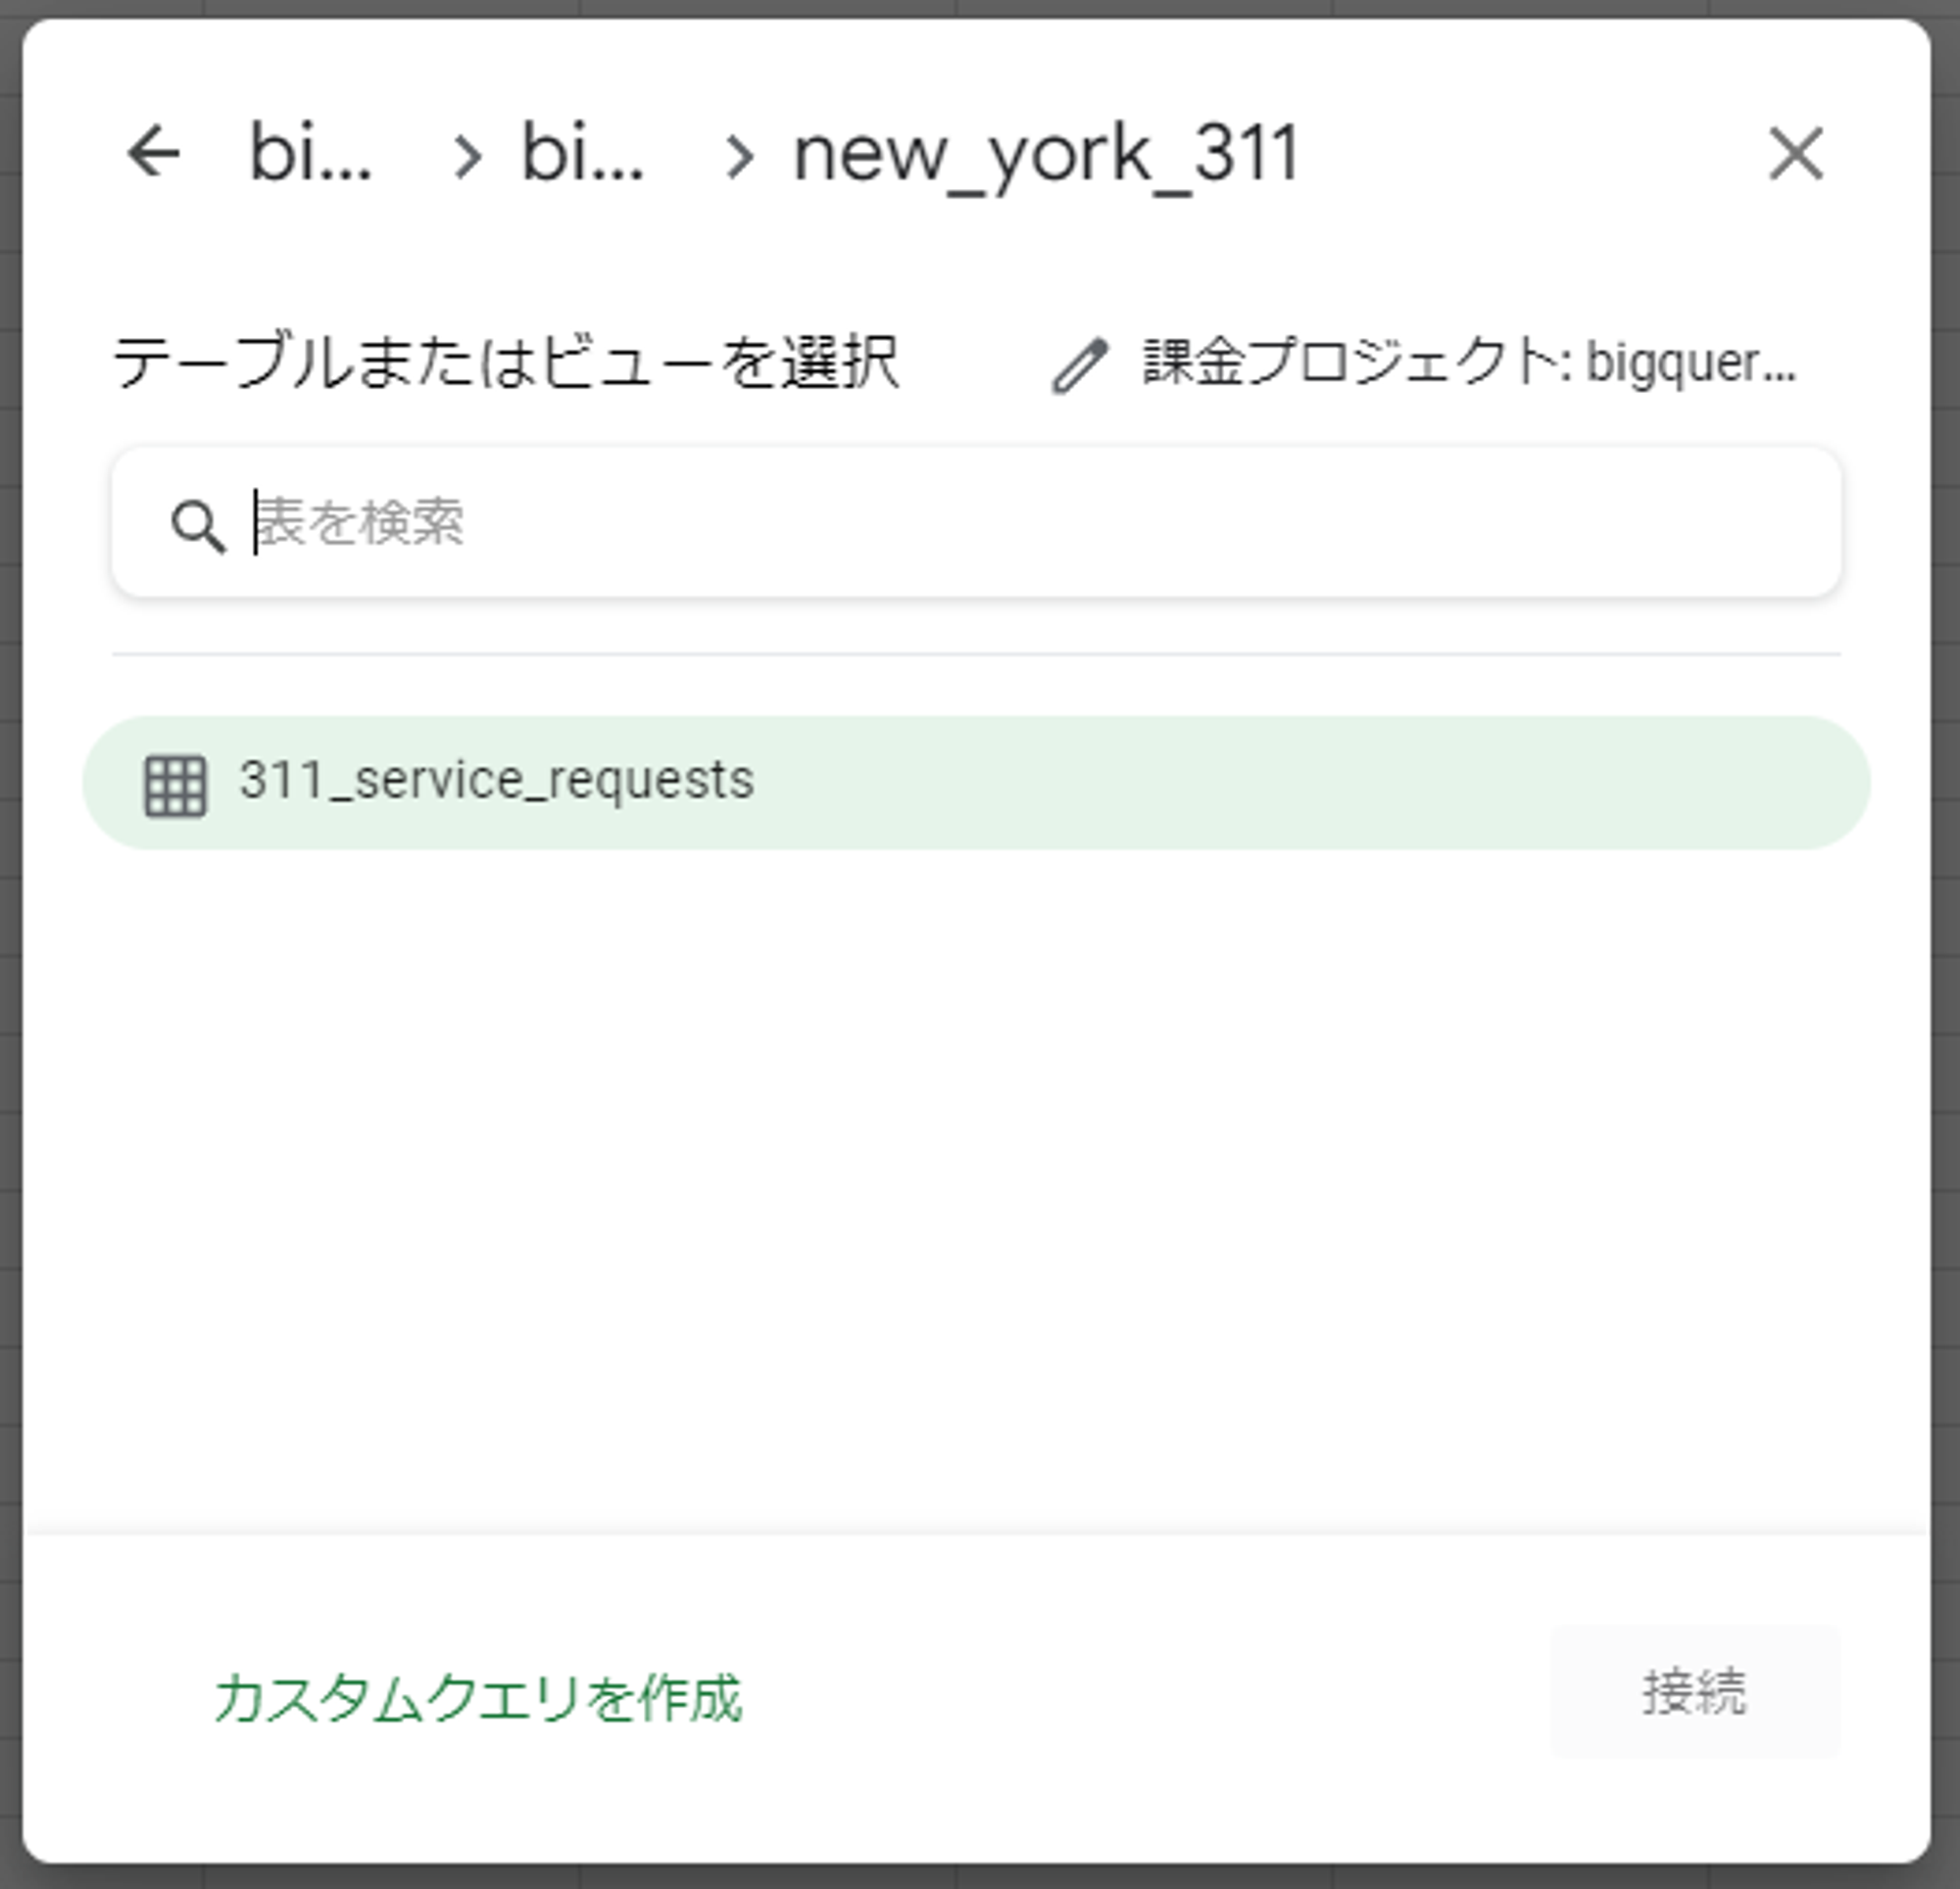 bi... > bi... > new_york_311
テーブルまたはビューを選択
課金プロジェクト: bigquer...
表を検索
311_service_requests
カスタムクエリを作成
接続